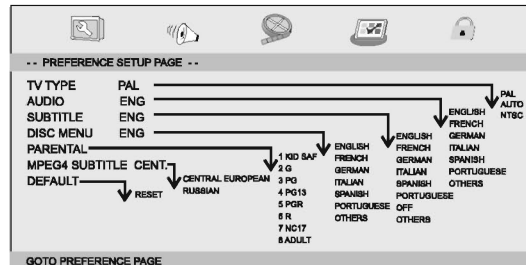 -- PREFERENCE SETUP PAGE --
TV TYPE PAL
AUDIO ENG
SUBTITLE ENG
DISC MENU ENG
PARENTAL
MPEG4 SUBTITLE CENT.
DEFAULT
RESET
CENTRAL EUROPEAN
RUSSIAN
1 KID SAF
2 G
3 PG
4 PG13
5 PGR
6 R
7 NC17
8 ADULT
ENGLISH
FRENCH
GERMAN
ITALIAN
SPANISH
PORTUGUESE
OTHERS
ENGLISH
FRENCH
GERMAN
ITALIAN
SPANISH
PORTUGUESE
OFF
OTHERS
ENGLISH
FRENCH
GERMAN
ITALIAN
SPANISH
PORTUGUESE
OTHERS
PAL
AUTO
NTSC
GOTO PREFERENCE PAGE